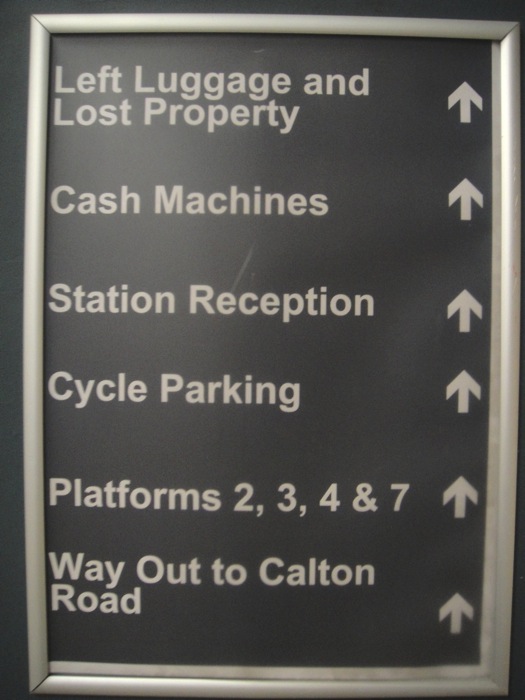 Left Luggage and
Lost Property
Cash Machines
Station Reception
Cycle Parking
Platforms 2, 3, 4 & 7
Way Out to Calton
Road